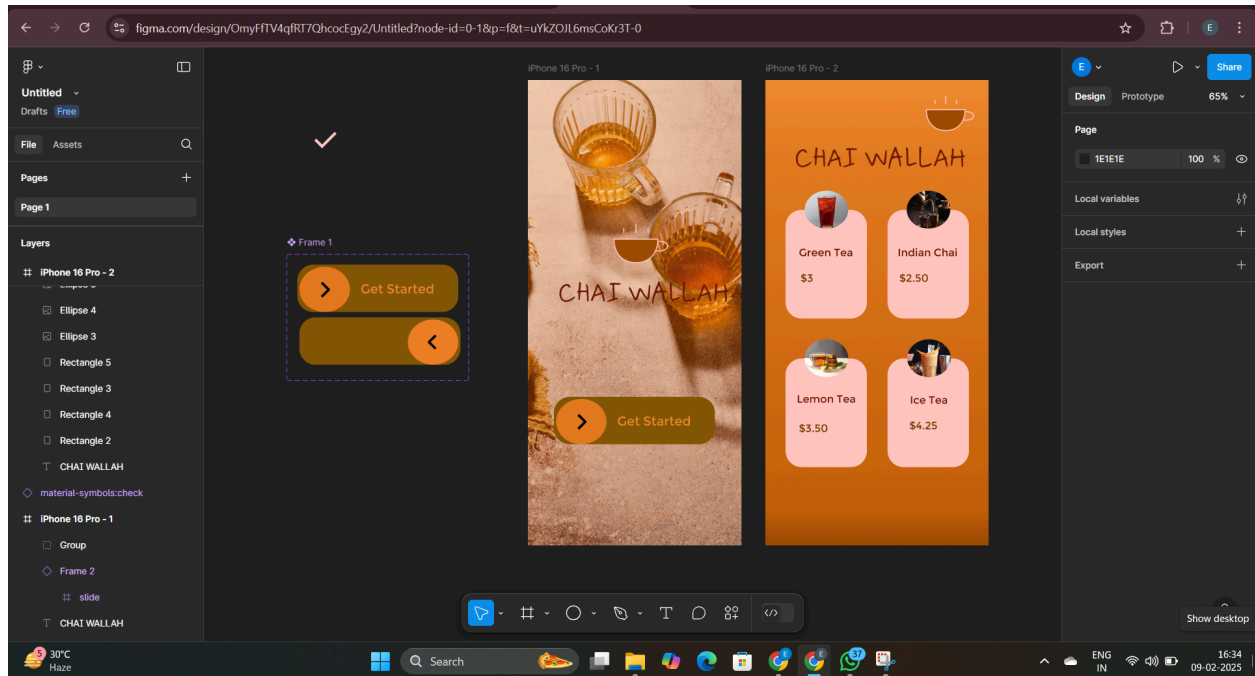 figma.com/design/OmyFfTV4qfRT7QhcocEgy2/Untitled?node-id=0-1&p=f&t=uYkZOJL6msCoKr3T-0
E
Untitled
Drafts Free
File Assets
Pages
Page 1
Layers
iPhone 16 Pro - 2
Ellipse 4
Ellipse 3
Rectangle 5
Rectangle 3
Rectangle 4
Rectangle 2
CHAI WALLAH
material-symbols:check
iPhone 16 Pro - 1
Group
Frame 2
slide
CHAI WALLAH
Frame 1
Get Started
iPhone 16 Pro - 1
CHAI WALLAH
Get Started
iPhone 16 Pro - 2
CHAI WALLAH
Green Tea
$3
Indian Chai
$2.50
Lemon Tea
$3.50
Ice Tea
$4.25
E Share
Design Prototype 65%
Page
1E1E1E 100 %
Local variables
Local styles
Export
Show desktop
5 30°C
Haze
Search
E
E
37
ENG
IN
16:34
09-02-2025